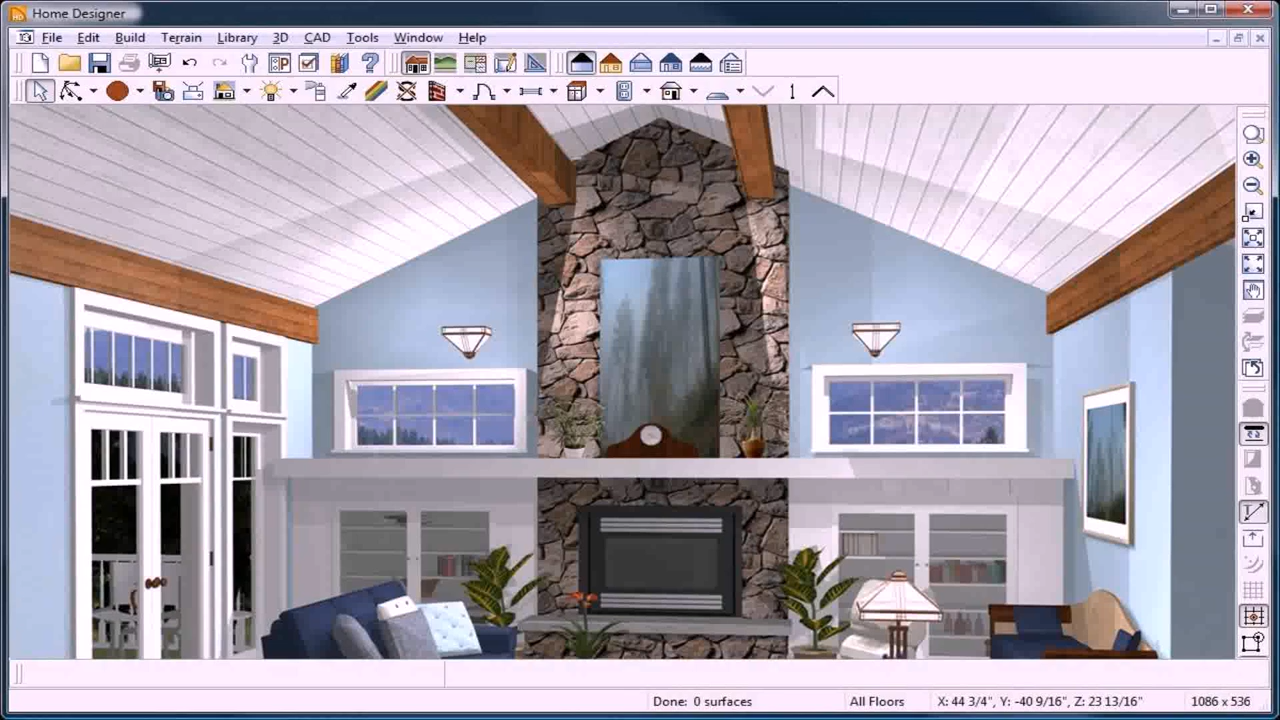 Home Designer
File Edit Build Terrain Library 3D CAD Tools Window Help
1
Done: 0 surfaces All Floors X: 44 3/4", Y: -40 9/16", Z: 23 13/16" 1086 x 536